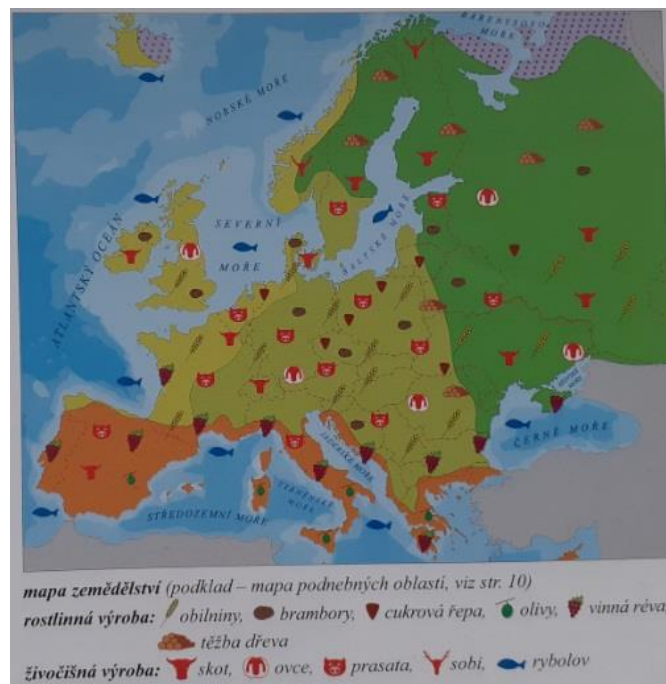 BARENTSOVO
MOŘE
NORSKÉ MOŘE
ATLANTSKÝ OCEÁN
SEVERNÍ
MOŘE
BALTSKÉ MOŘE
AZOVSKÉ
MOŘE
ČERNÉ MOŘE
JADERSKÉ MOŘE
TYRHÉNSKÉ
MOŘE
STŘEDOZEMNÍ MOŘE
mapa zemědělství (podklad – mapa podnebných oblastí, viz str. 10)
rostlinná výroba: obilniny, brambory, cukrová řepa, olivy, vinná réva
těžba dřeva
živočišná výroba: skot, ovce, prasata, sobi, rybolov